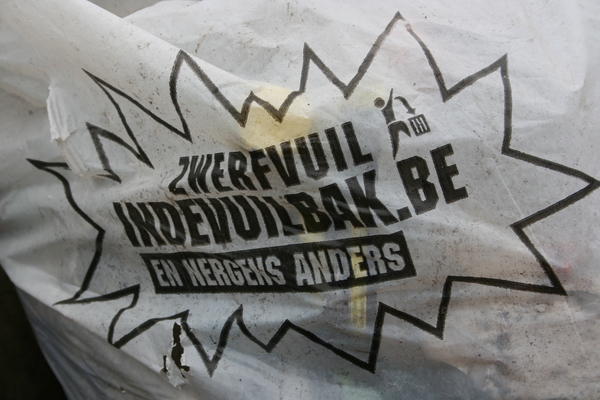 ZWERFVUIL
INDEVUILBAK.BE
EN NERGENS ANDERS